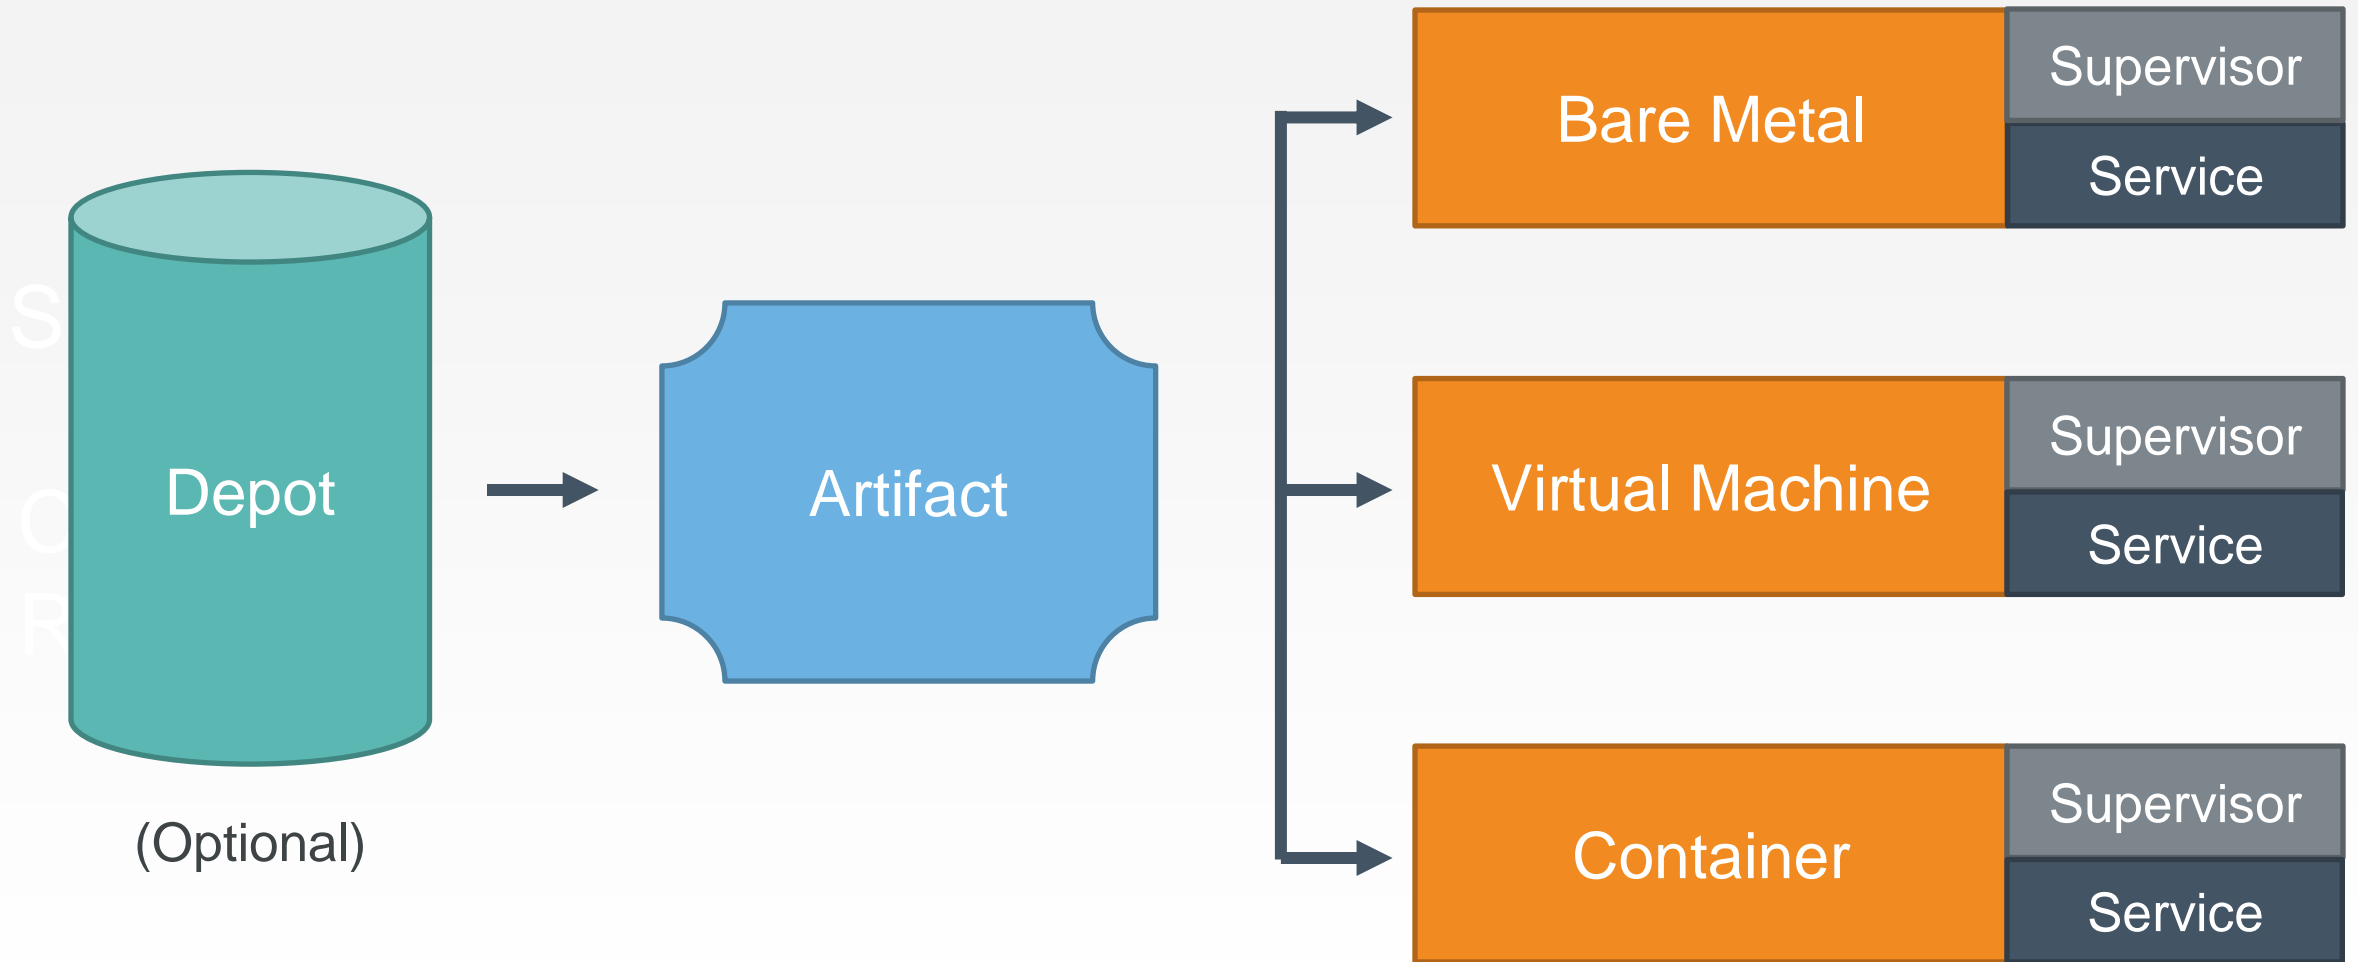 Depot
(Optional)
Artifact
Bare Metal
Supervisor
Service
Virtual Machine
Supervisor
Service
Container
Supervisor
Service